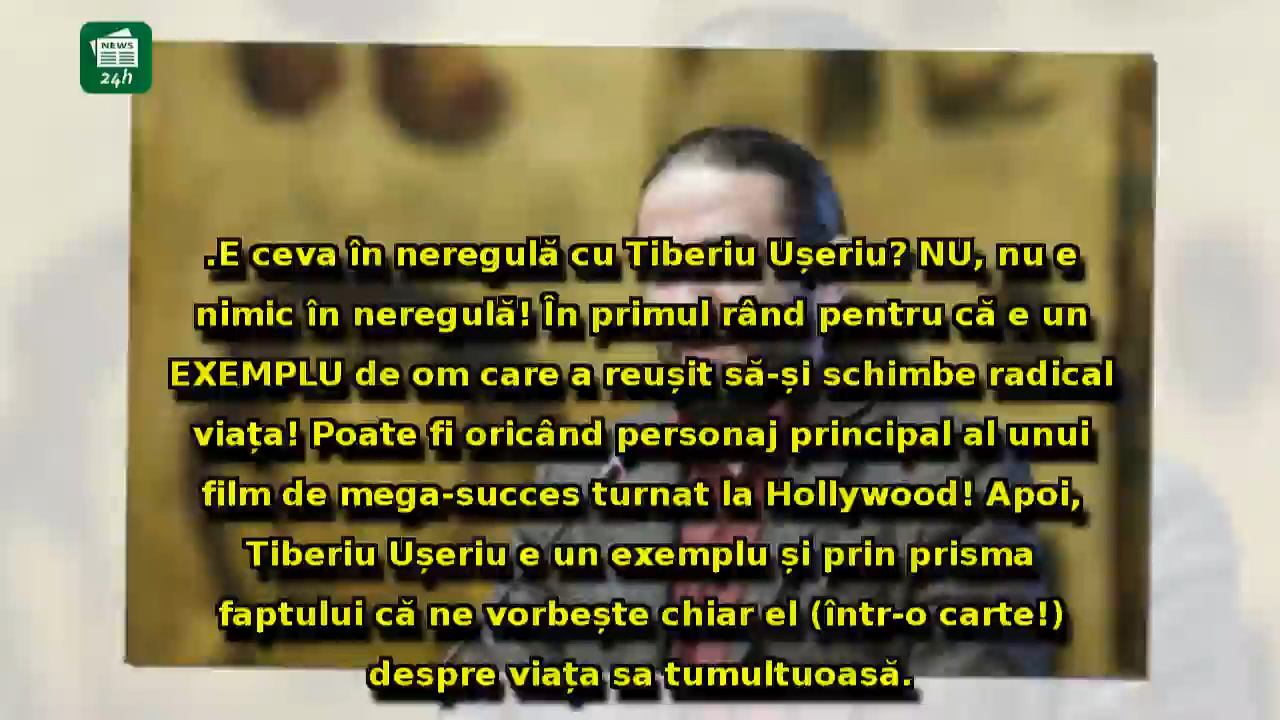 NEWS
24h
.E ceva în neregulă cu Tiberiu Ușeriu? NU, nu e
nimic în neregulă! În primul rând pentru că e un
EXEMPLU de om care a reușit să-și schimbe radical
viața! Poate fi oricând personaj principal al unui
film de mega-succes turnat la Hollywood! Apoi,
Tiberiu Ușeriu e un exemplu și prin prisma
faptului că ne vorbește chiar el (într-o carte!)
despre viața sa tumultuoasă.